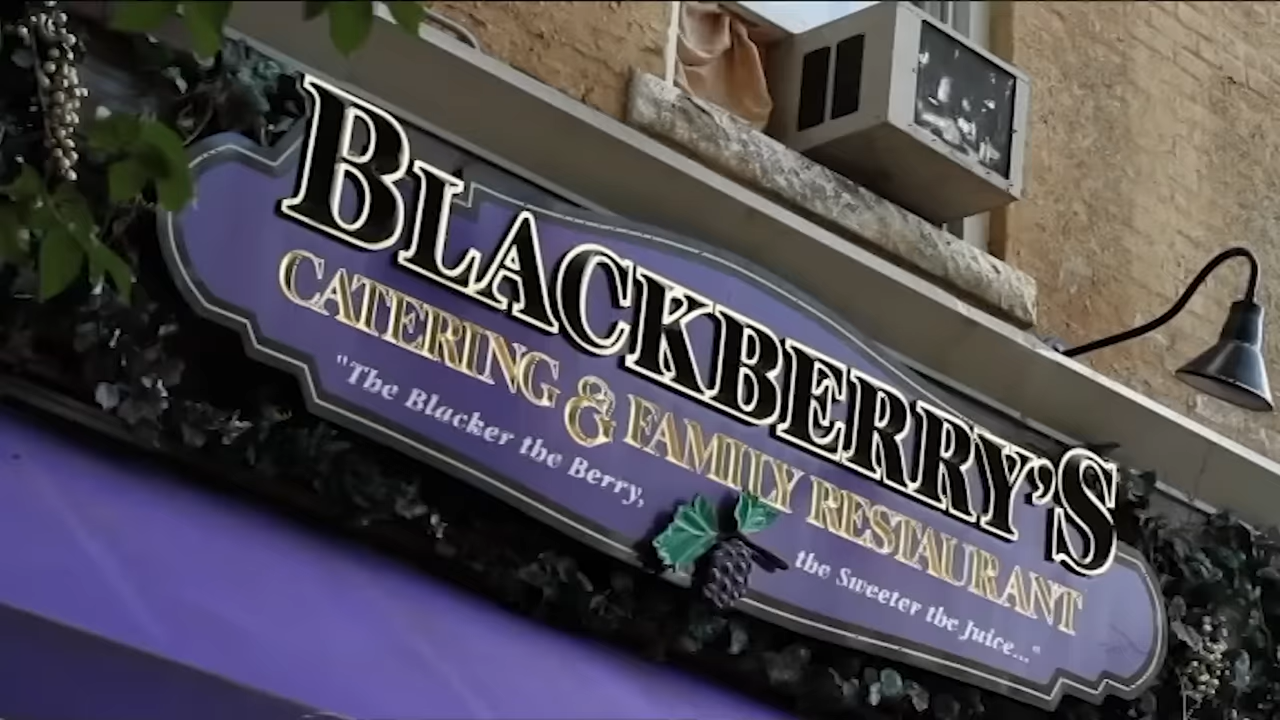 BLACKBERRY'S
CATERING & FAMILY RESTAURANT
"The Blacker the Berry,
the Sweeter the Juice..."